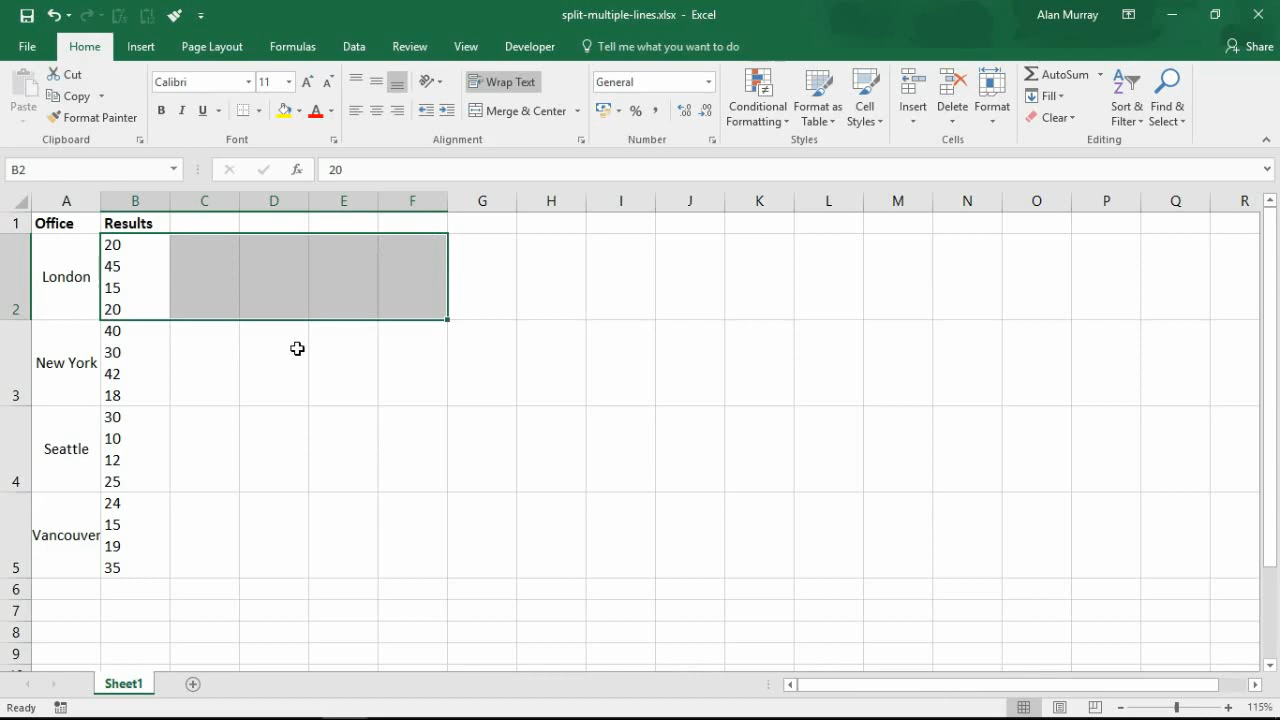 split-multiple-lines.xlsx - Excel
Alan Murray
File Home Insert Page Layout Formulas Data Review View Developer Tell me what you want to do Share
Paste
Cut
Copy
Format Painter
Clipboard
Calibri 11
B I U
Font
Wrap Text
Merge & Center
Alignment
General
%
Number
Conditional Formatting
Format as Table
Cell Styles
Styles
Insert
Delete
Format
Cells
AutoSum
Fill
Clear
Sort & Filter
Find & Select
Editing
B2 fx 20
A B C D E F G H I J K L M N O P Q R
1 Office Results
2 London
20
45
15
20
3 New York
40
30
42
18
4 Seattle
30
10
12
25
5 Vancouver
24
15
19
35
6
7
8
9
Sheet1
Ready
115%